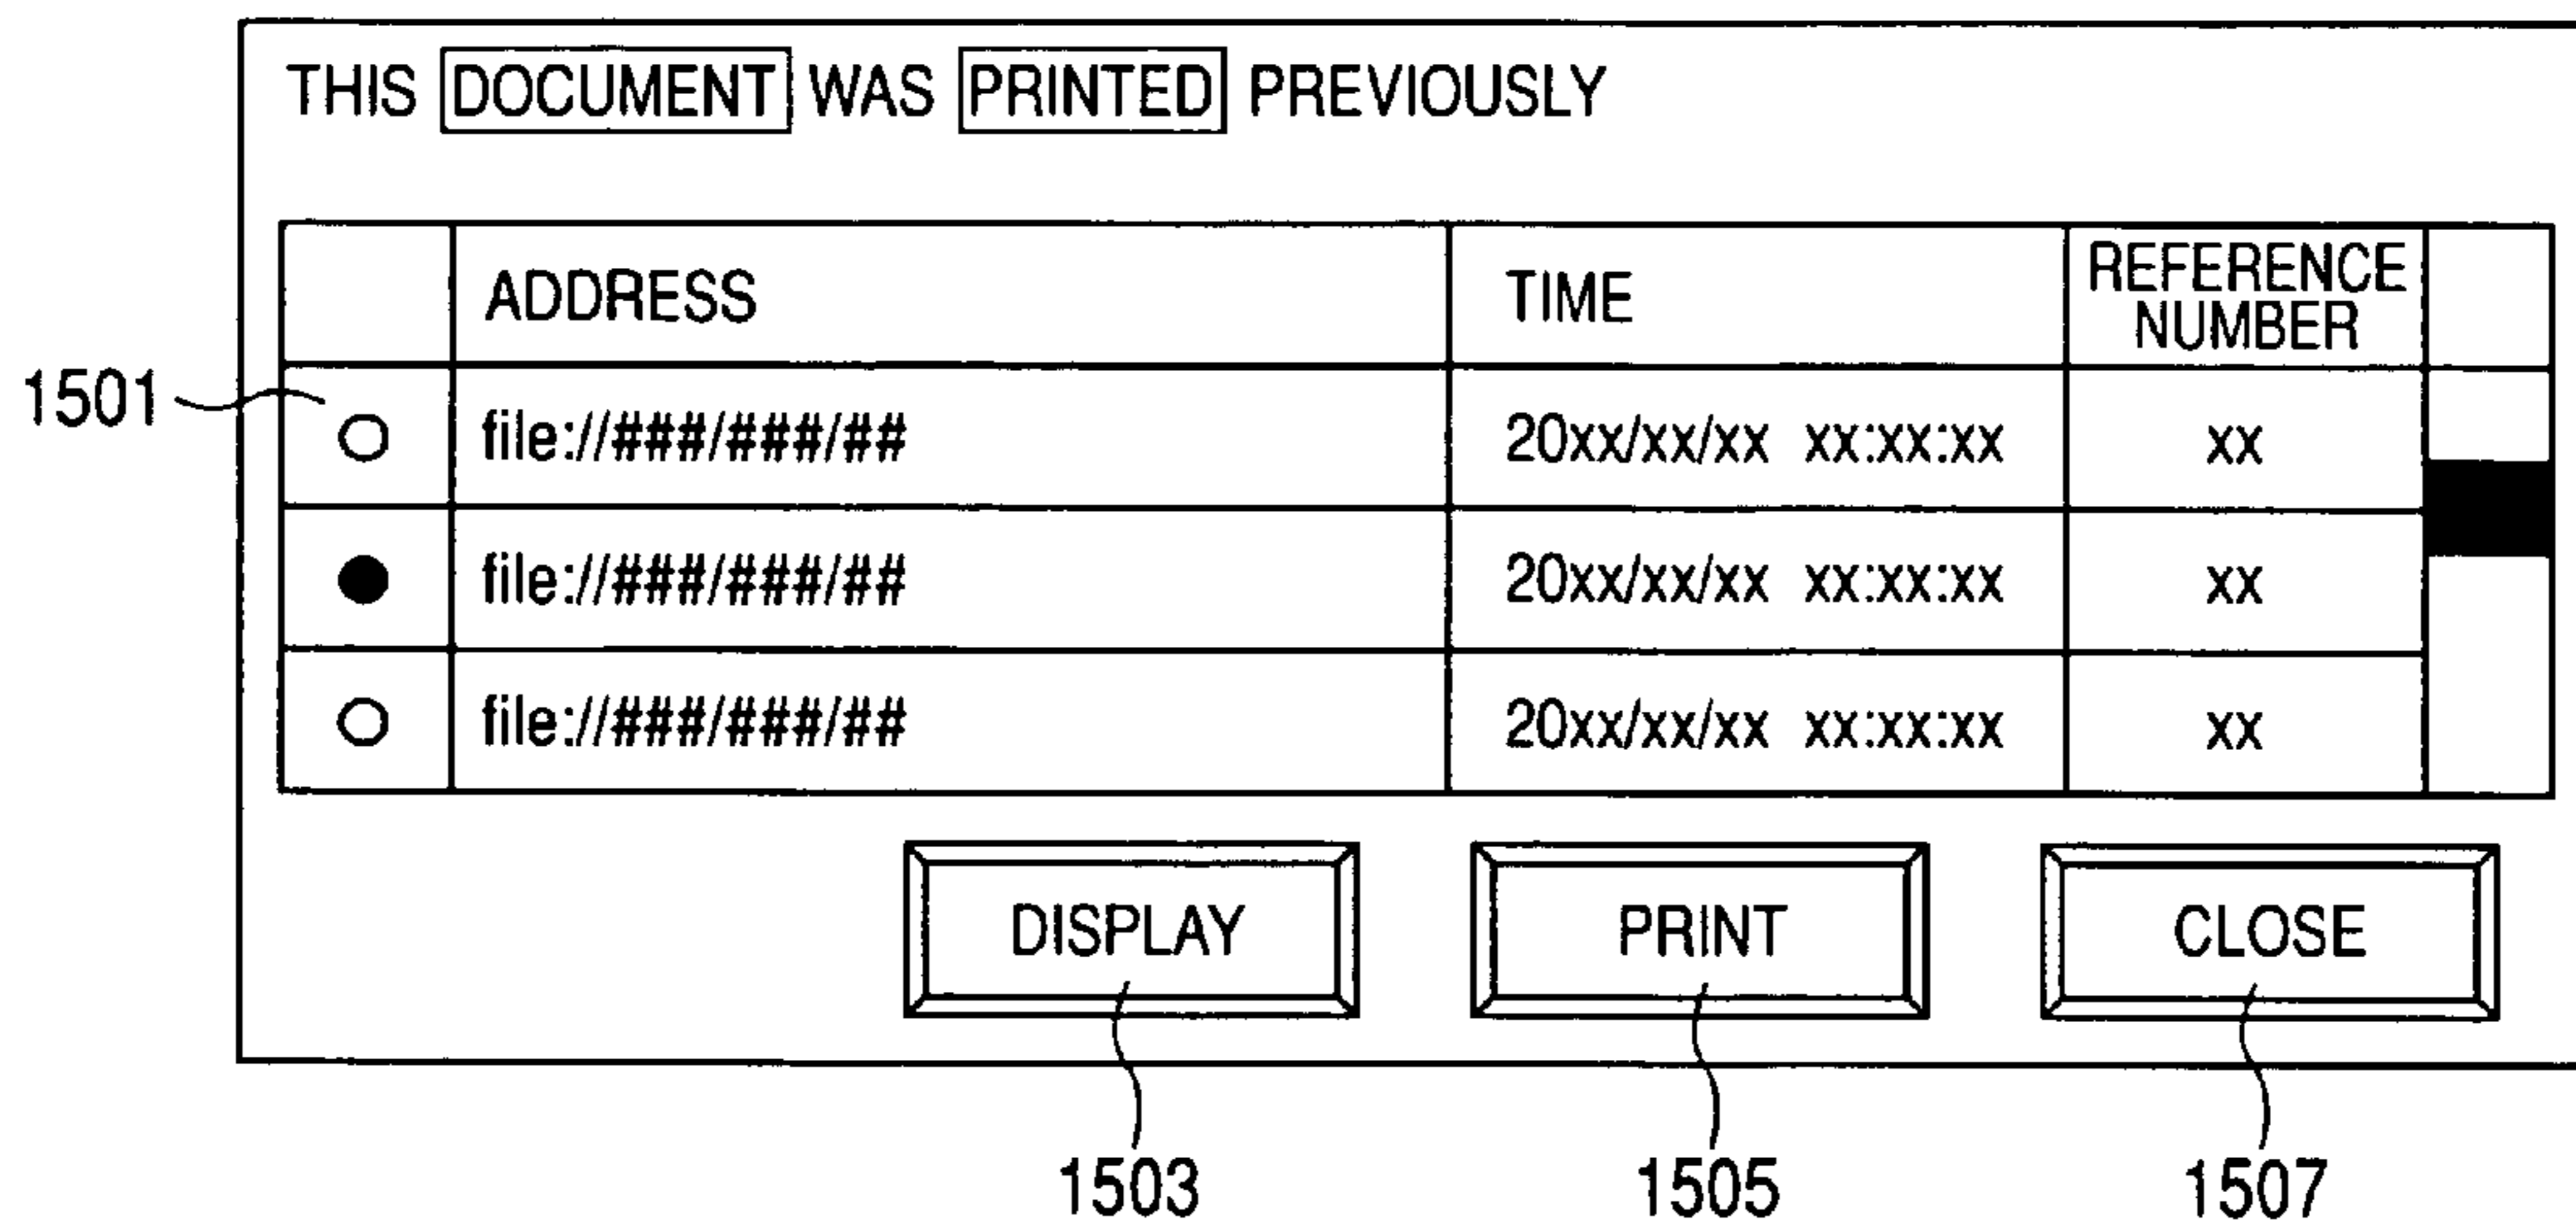 THIS DOCUMENT WAS PRINTED PREVIOUSLY
ADDRESS TIME REFERENCE
NUMBER
1501
file://###/###/## 20xx/xx/xx xx:xx:xx xx
file://###/###/## 20xx/xx/xx xx:xx:xx xx
file://###/###/## 20xx/xx/xx xx:xx:xx xx
DISPLAY PRINT CLOSE
1503 1505 1507